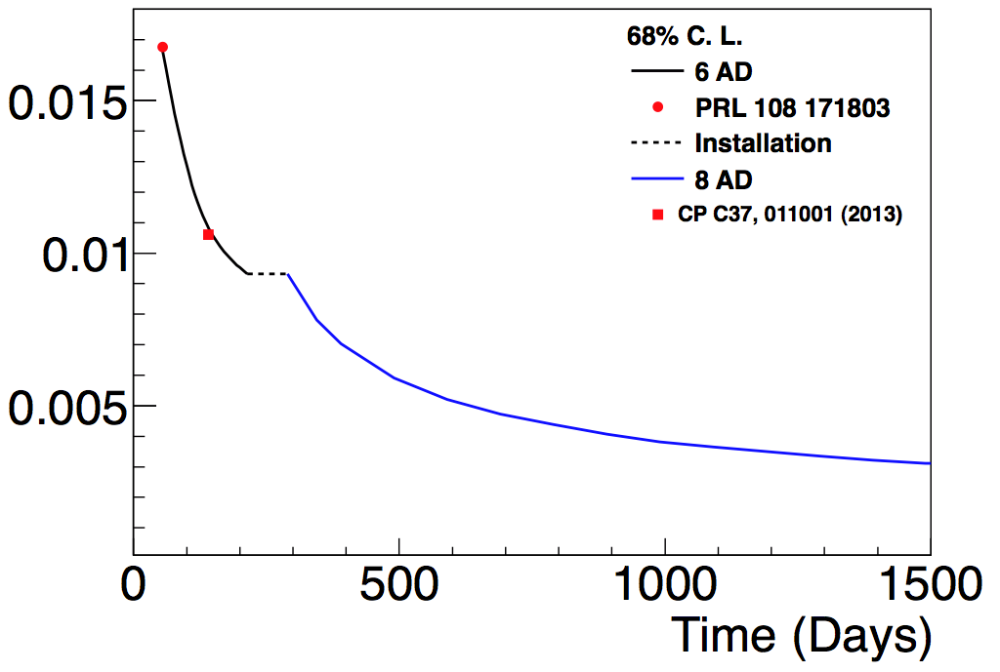 68% C. L.
6 AD
PRL 108 171803
Installation
8 AD
CP C37, 011001 (2013)
0.015
0.01
0.005
0 500 1000 1500
Time (Days)